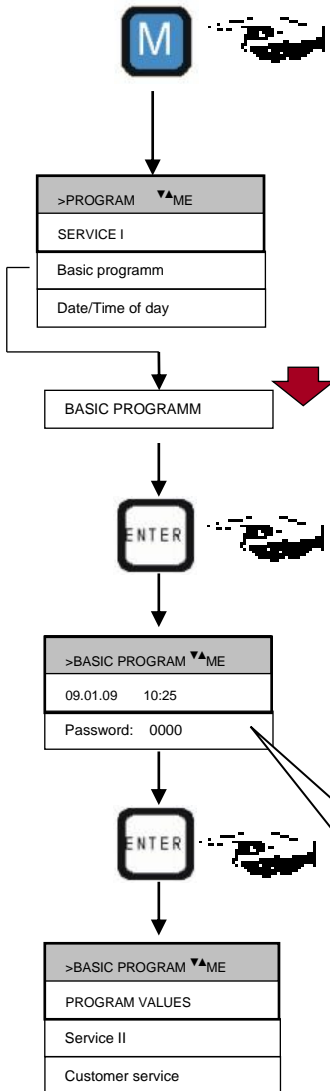 M
>PROGRAM ▼▲ME
SERVICE I
Basic programm
Date/Time of day
BASIC PROGRAMM
ENTER
>BASIC PROGRAM ▼▲ME
09.01.09 10:25
Password: 0000
ENTER
>BASIC PROGRAM ▼▲ME
PROGRAM VALUES
Service II
Customer service